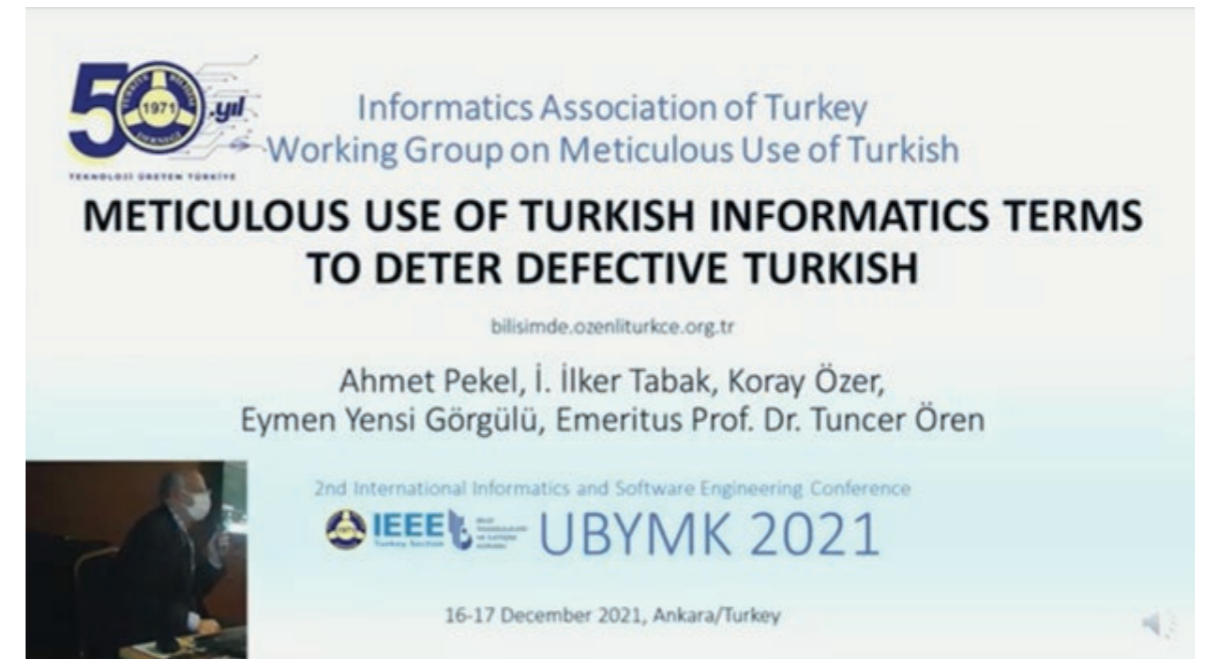 50.yıl
1971
TEKNOLOJİ ÜRETEN TÜRKİYE
Informatics Association of Turkey
Working Group on Meticulous Use of Turkish
METICULOUS USE OF TURKISH INFORMATICS TERMS
TO DETER DEFECTIVE TURKISH
bilisimde.ozenliturkce.org.tr
Ahmet Pekel, İ. İlker Tabak, Koray Özer,
Eymen Yensi Görgülü, Emeritus Prof. Dr. Tuncer Ören
2nd International Informatics and Software Engineering Conference
1971 IEEE UBYMK 2021
Turkey Section
16-17 December 2021, Ankara/Turkey